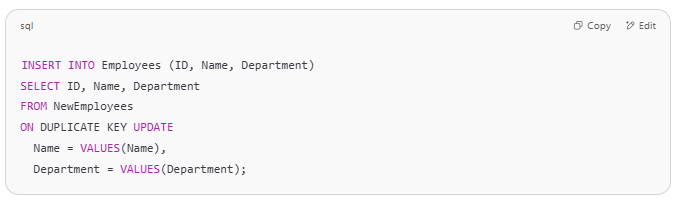 sql
Copy
Edit
INSERT INTO Employees (ID, Name, Department)
SELECT ID, Name, Department
FROM NewEmployees
ON DUPLICATE KEY UPDATE
  Name = VALUES(Name),
  Department = VALUES(Department);